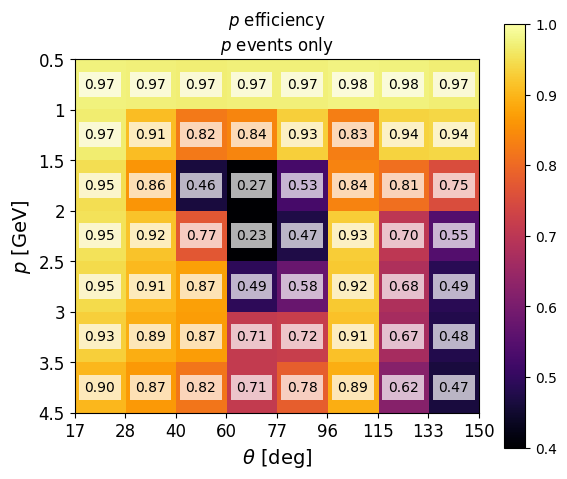 p efficiency
p events only
0.5
1
1.5
2
2.5
3
3.5
4.5
p [GeV]
0.97 0.97 0.97 0.97 0.97 0.98 0.98 0.97
0.97 0.91 0.82 0.84 0.93 0.83 0.94 0.94
0.95 0.86 0.46 0.27 0.53 0.84 0.81 0.75
0.95 0.92 0.77 0.23 0.47 0.93 0.70 0.55
0.95 0.91 0.87 0.49 0.58 0.92 0.68 0.49
0.93 0.89 0.87 0.71 0.72 0.91 0.67 0.48
0.90 0.87 0.82 0.71 0.78 0.89 0.62 0.47
17 28 40 60 77 96 115 133 150
θ [deg]
1.0
0.9
0.8
0.7
0.6
0.5
0.4